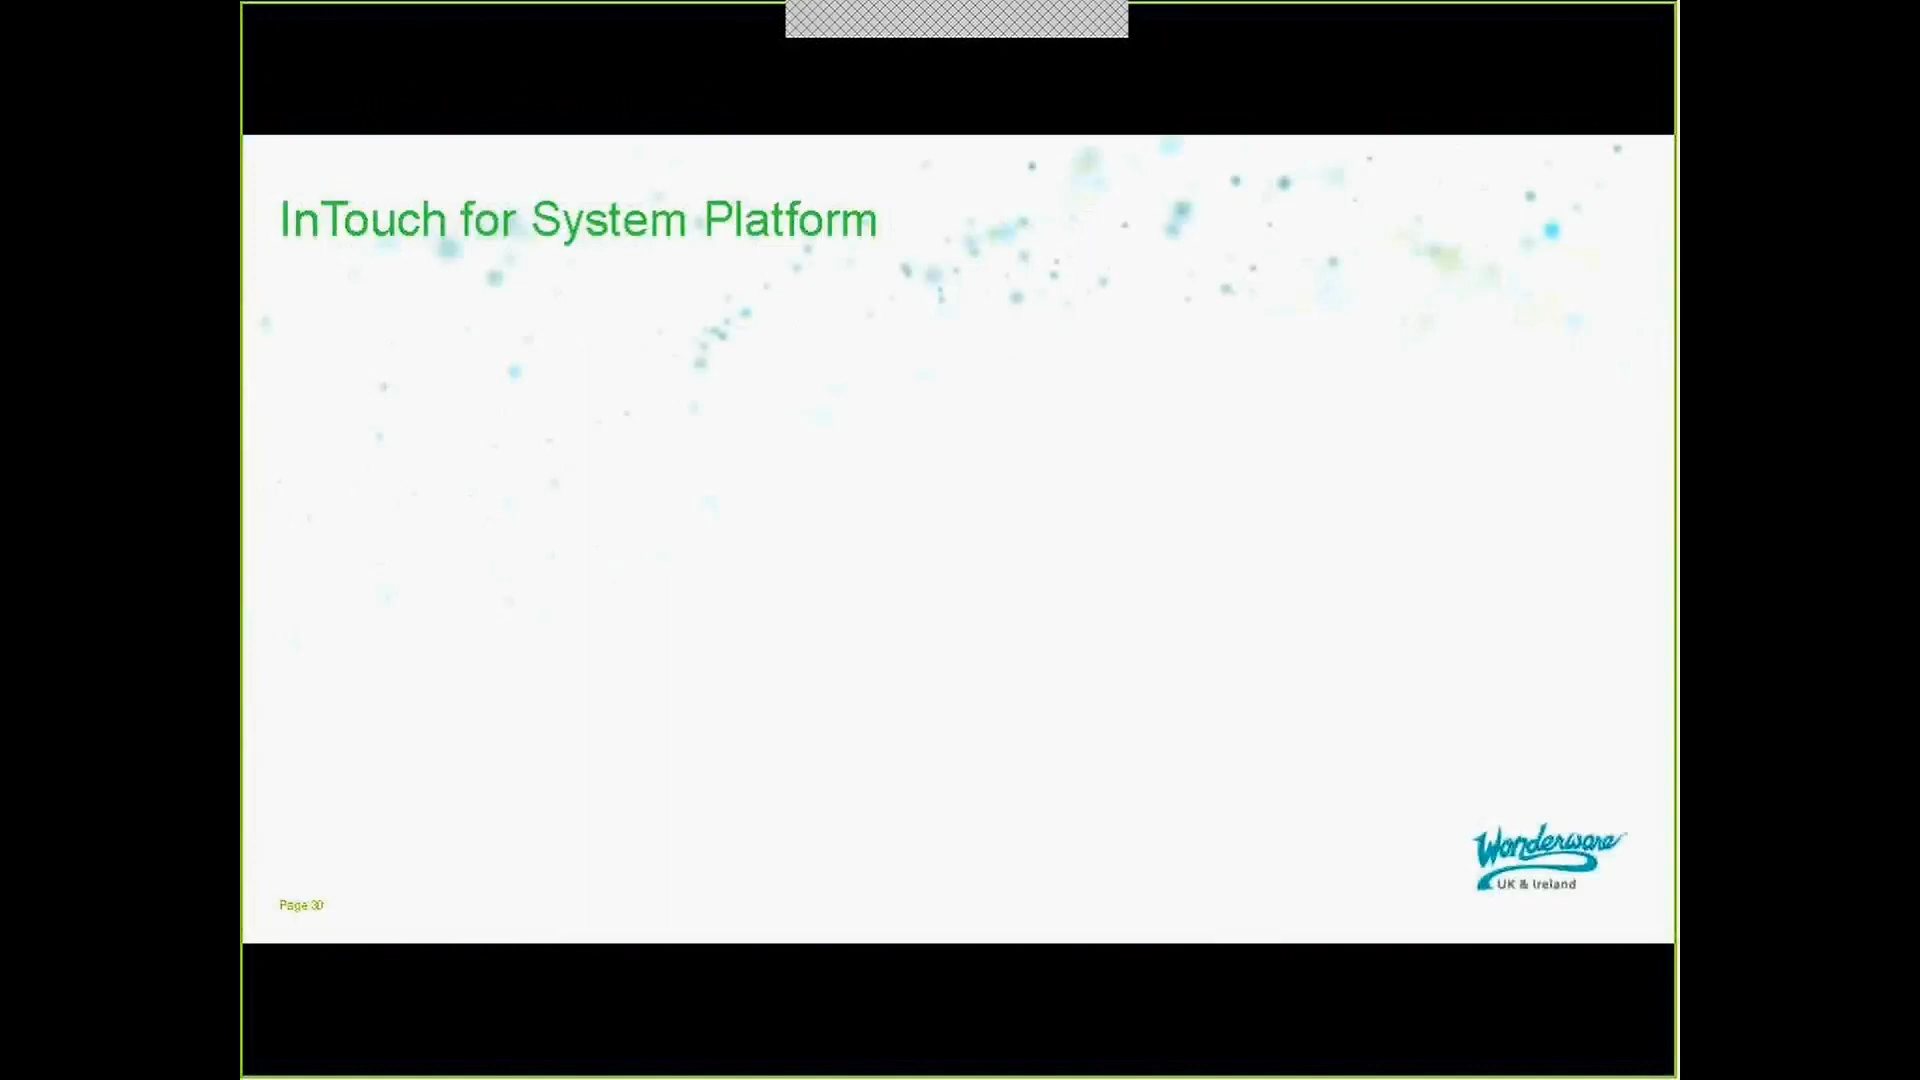 InTouch for System Platform
Wonderware
UK & Ireland
Page 30